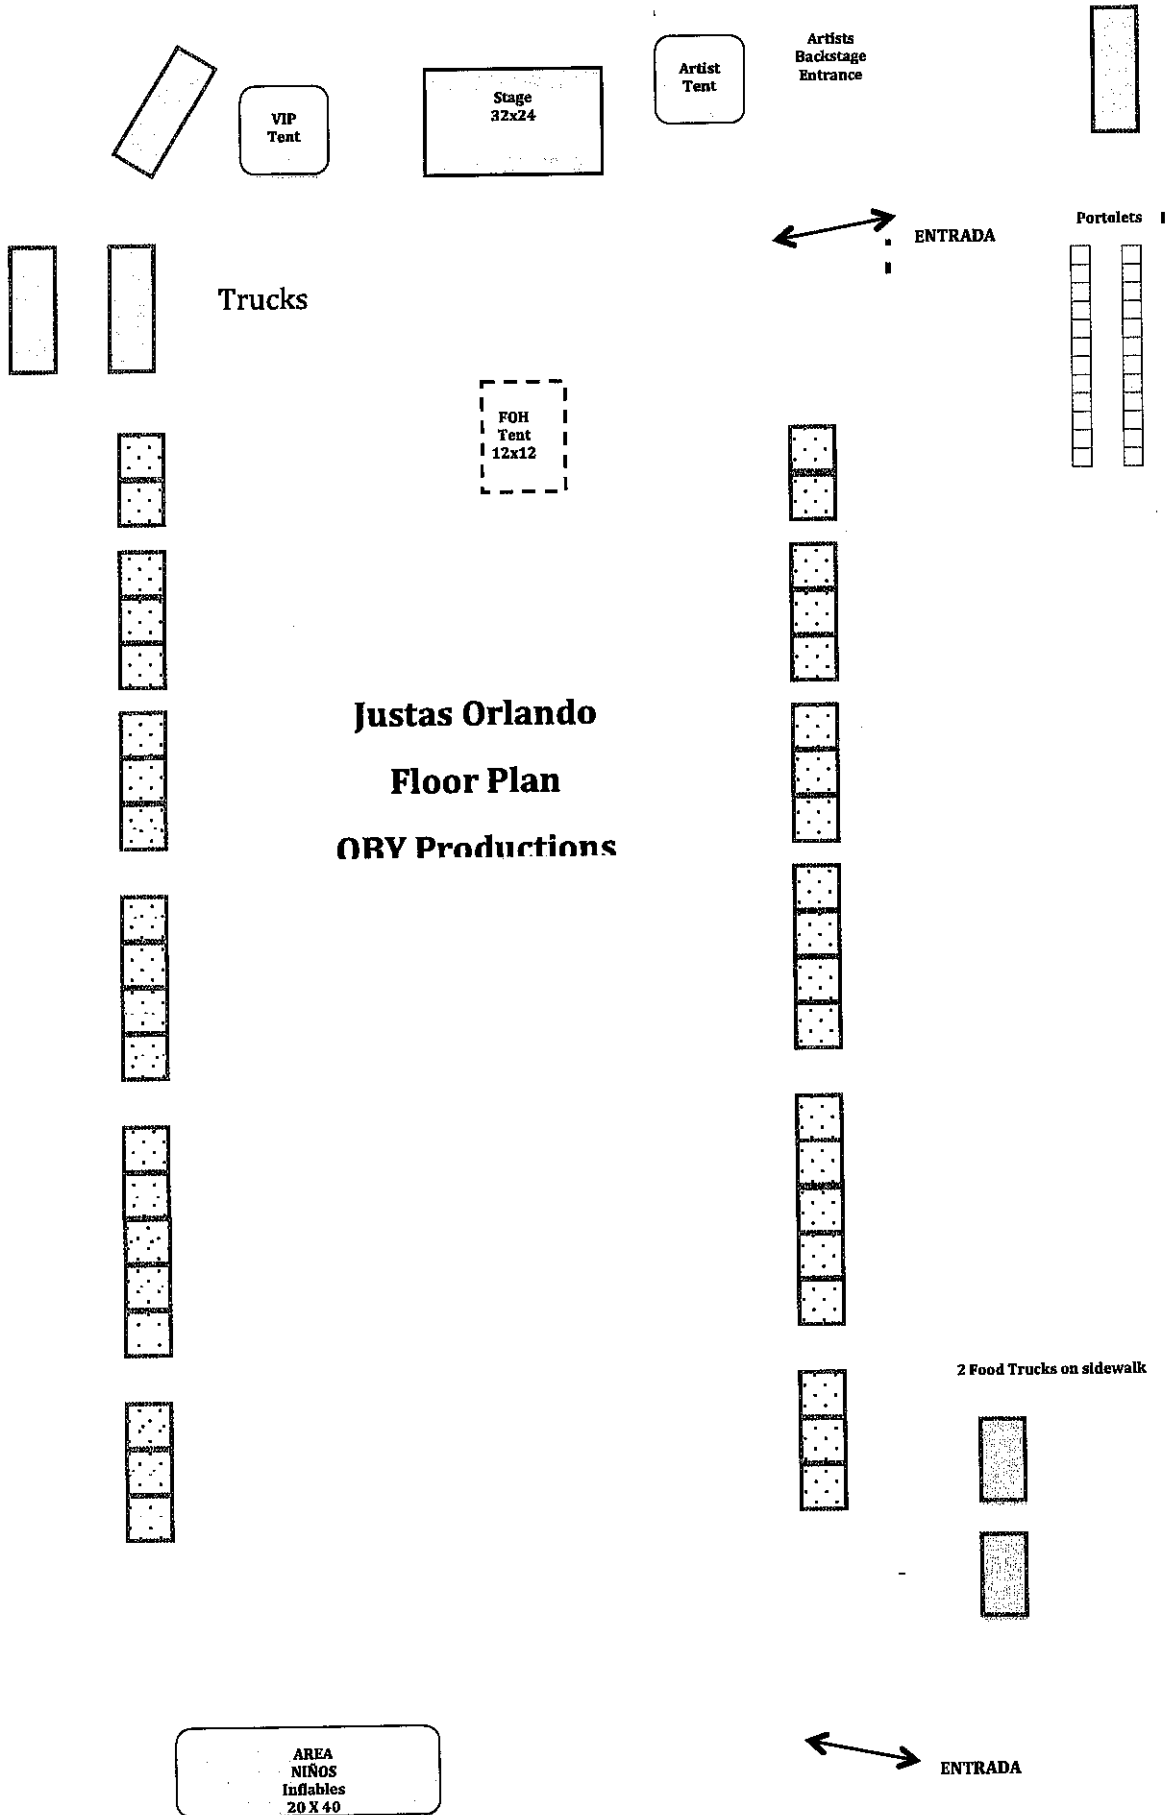 Artists
Backstage
Entrance
Artist
Tent
Stage
32x24
VIP
Tent
Portolets
ENTRADA
Trucks
FOH
Tent
12x12
Justas Orlando
Floor Plan
OBY Productions
2 Food Trucks on sidewalk
AREA
NIÑOS
Inflables
20 X 40
ENTRADA